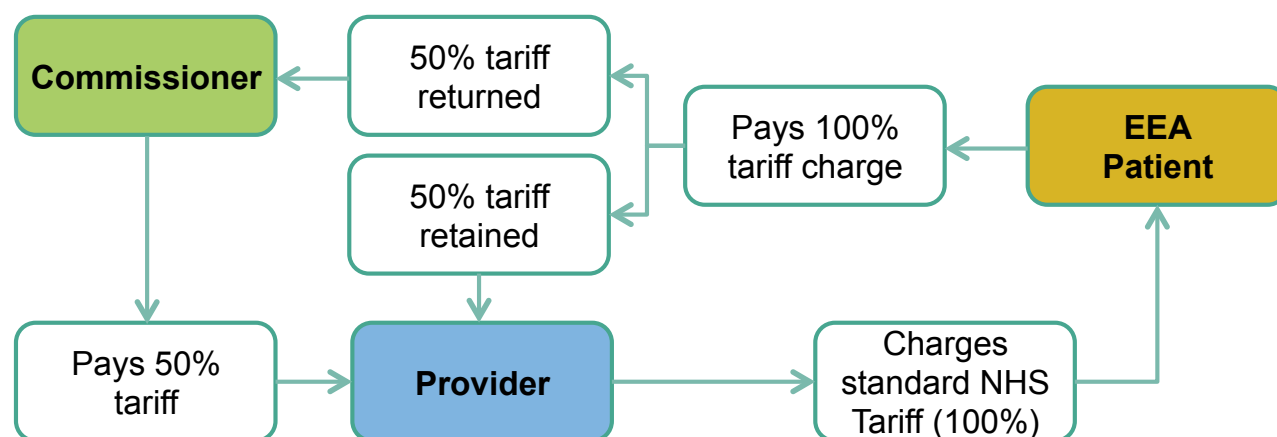 Commissioner
50% tariff
returned
Pays 100%
tariff charge
EEA
Patient
50% tariff
retained
Pays 50%
tariff
Provider
Charges
standard NHS
Tariff (100%)